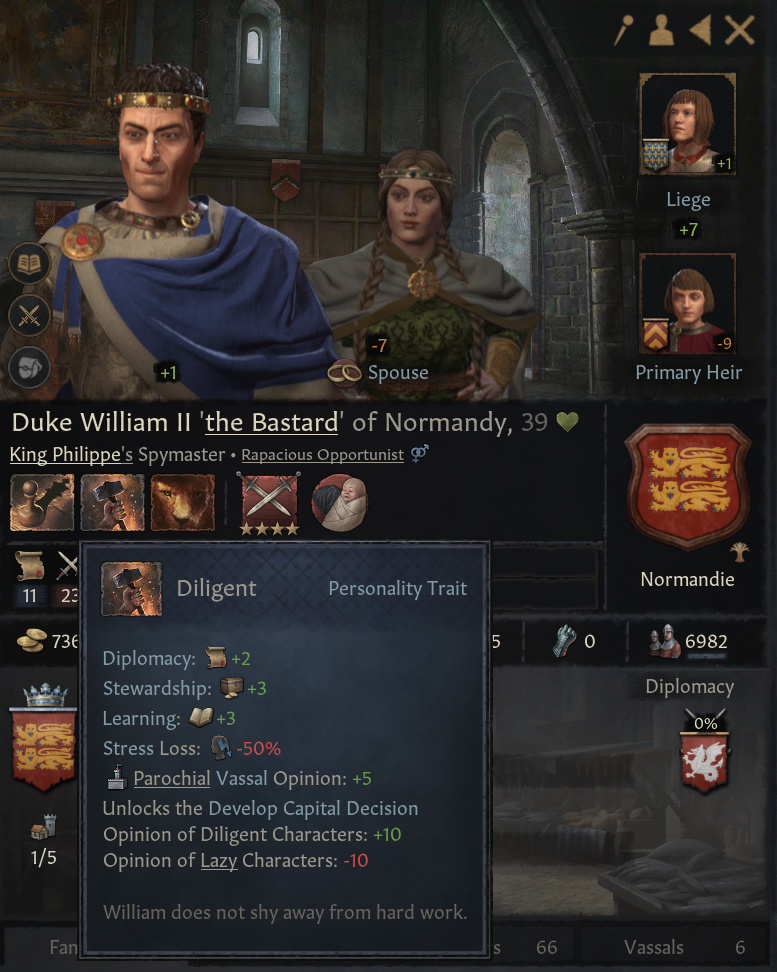 +1
Liege
+7
-9
-7
+1
Spouse
Primary Heir
Duke William II 'the Bastard' of Normandy, 39
King Philippe's Spymaster • Rapacious Opportunist
Normandie
11 23
736 5 0 6982
Diligent Personality Trait
Diplomacy: +2
Stewardship: +3
Learning: +3
Stress Loss: -50%
Parochial Vassal Opinion: +5
Unlocks the Develop Capital Decision
Opinion of Diligent Characters: +10
Opinion of Lazy Characters: -10
William does not shy away from hard work.
Diplomacy
0%
1/5
Fan s 66 Vassals 6